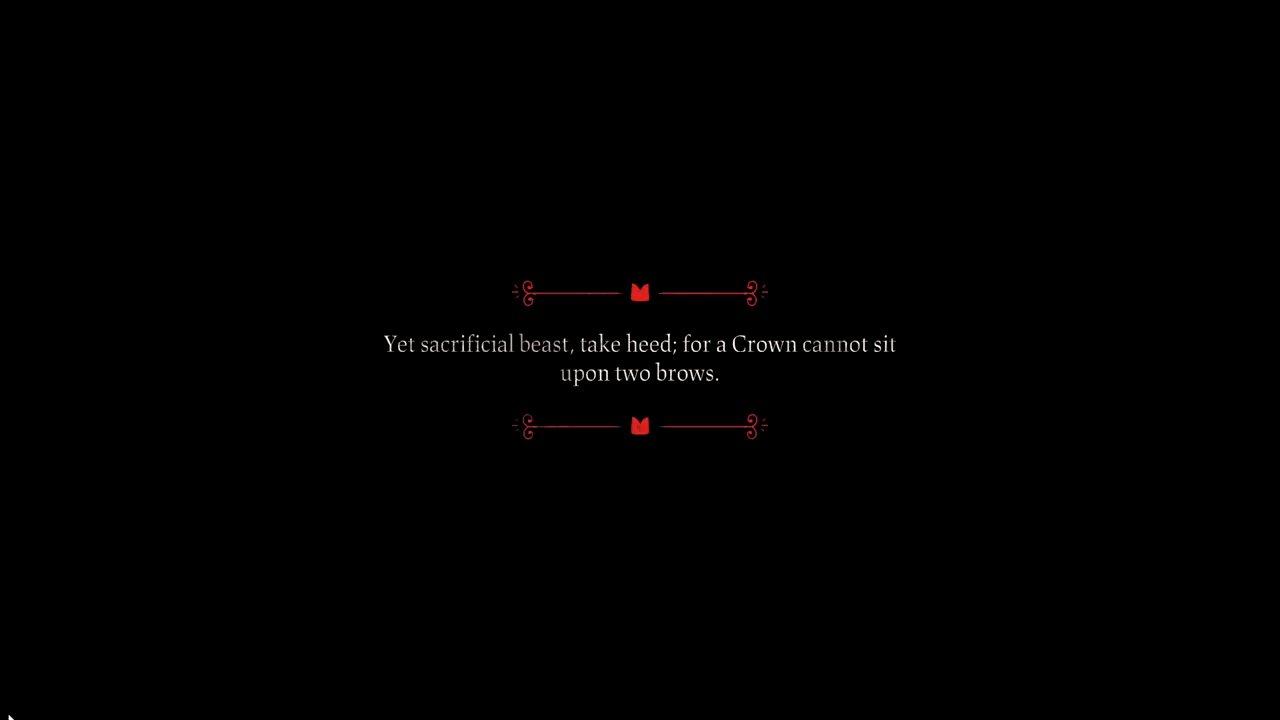 Yet sacrificial beast, take heed; for a Crown cannot sit
upon two brows.